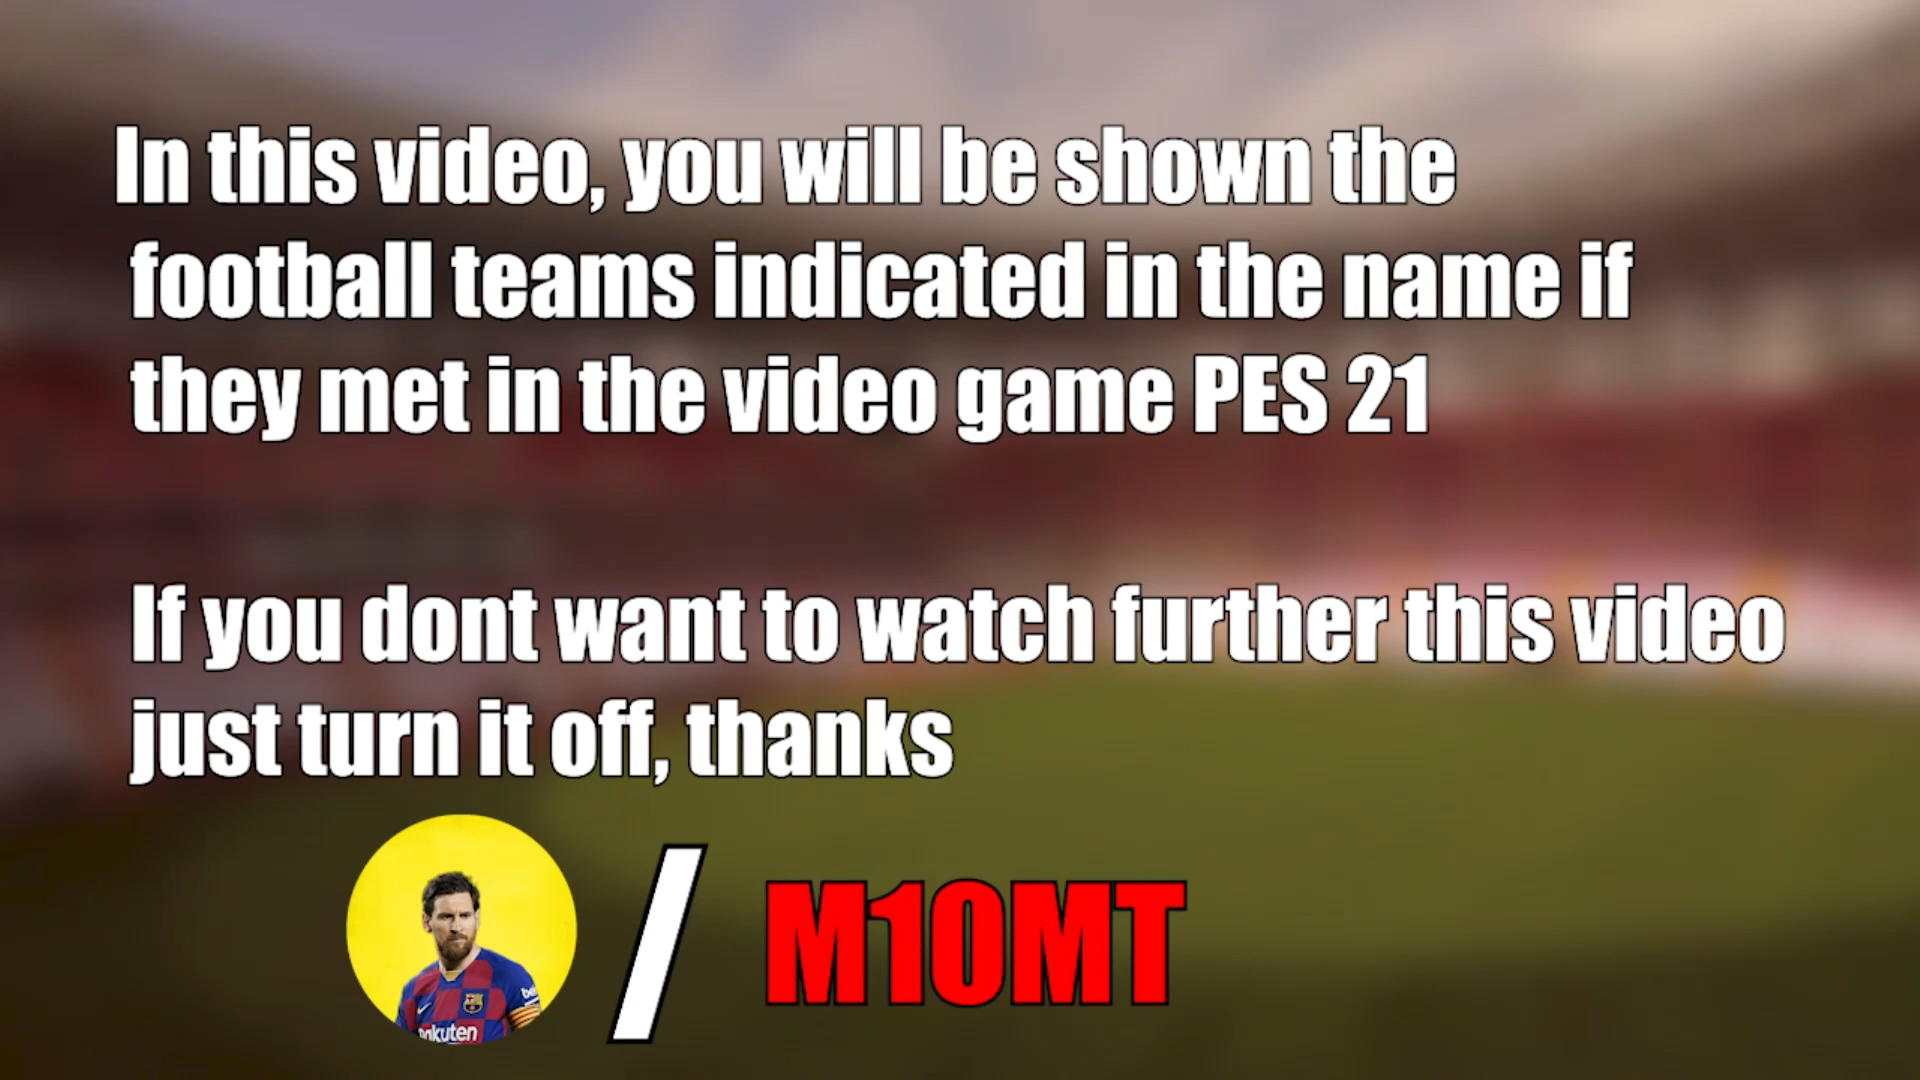 In this video, you will be shown the
football teams indicated in the name if
they met in the video game PES 21
If you dont want to watch further this video
just turn it off, thanks
/ M10MT
be
akuten